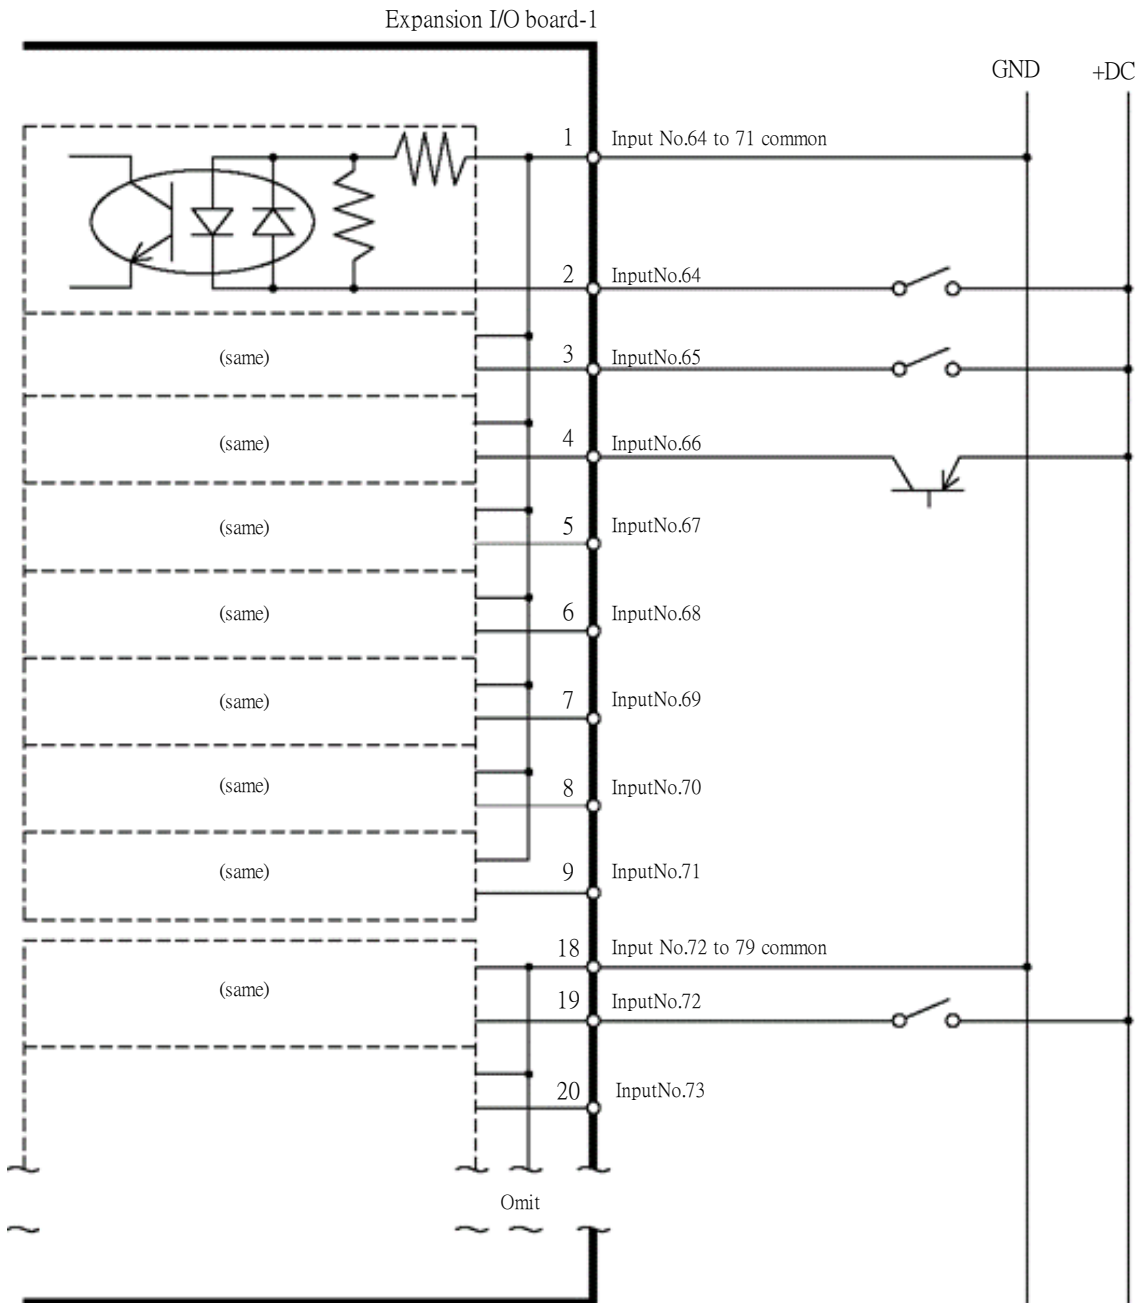 Expansion I/O board-1
GND
+DC
1 Input No.64 to 71 common
2 InputNo.64
(same) 3 InputNo.65
(same) 4 InputNo.66
(same) 5 InputNo.67
(same) 6 InputNo.68
(same) 7 InputNo.69
(same) 8 InputNo.70
(same) 9 InputNo.71
18 Input No.72 to 79 common
(same) 19 InputNo.72
20 InputNo.73
Omit